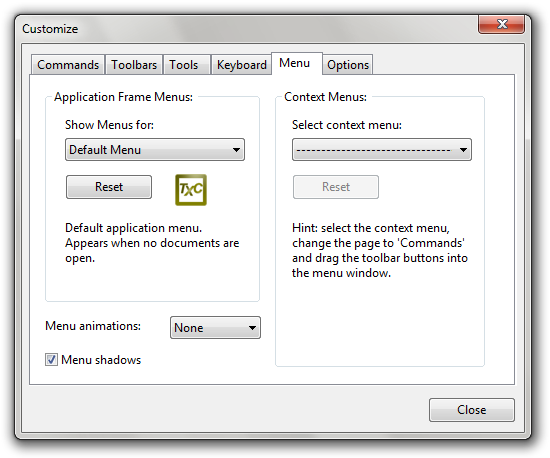 Customize
Commands Toolbars Tools Keyboard Menu Options
Application Frame Menus:
Show Menus for:
Default Menu
Reset
TXC
Default application menu.
Appears when no documents are
open.
Menu animations: None
Menu shadows
Context Menus:
Select context menu:
-------------------------------
Reset
Hint: select the context menu,
change the page to 'Commands'
and drag the toolbar buttons into
the menu window.
Close